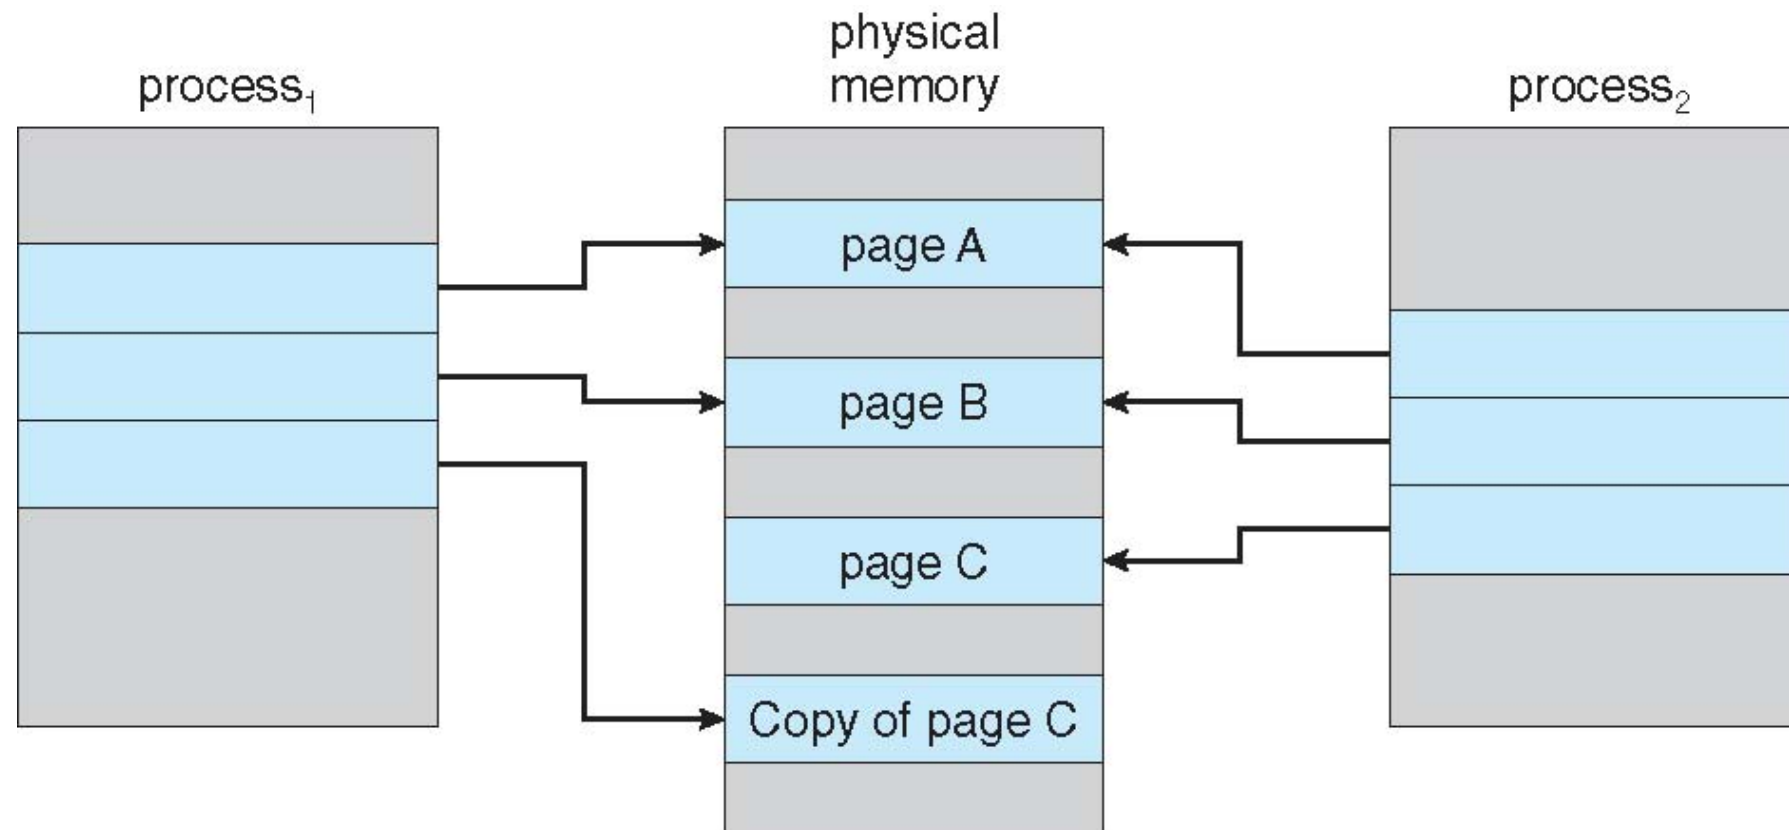 process₁
physical
memory
process₂
page A
page B
page C
Copy of page C